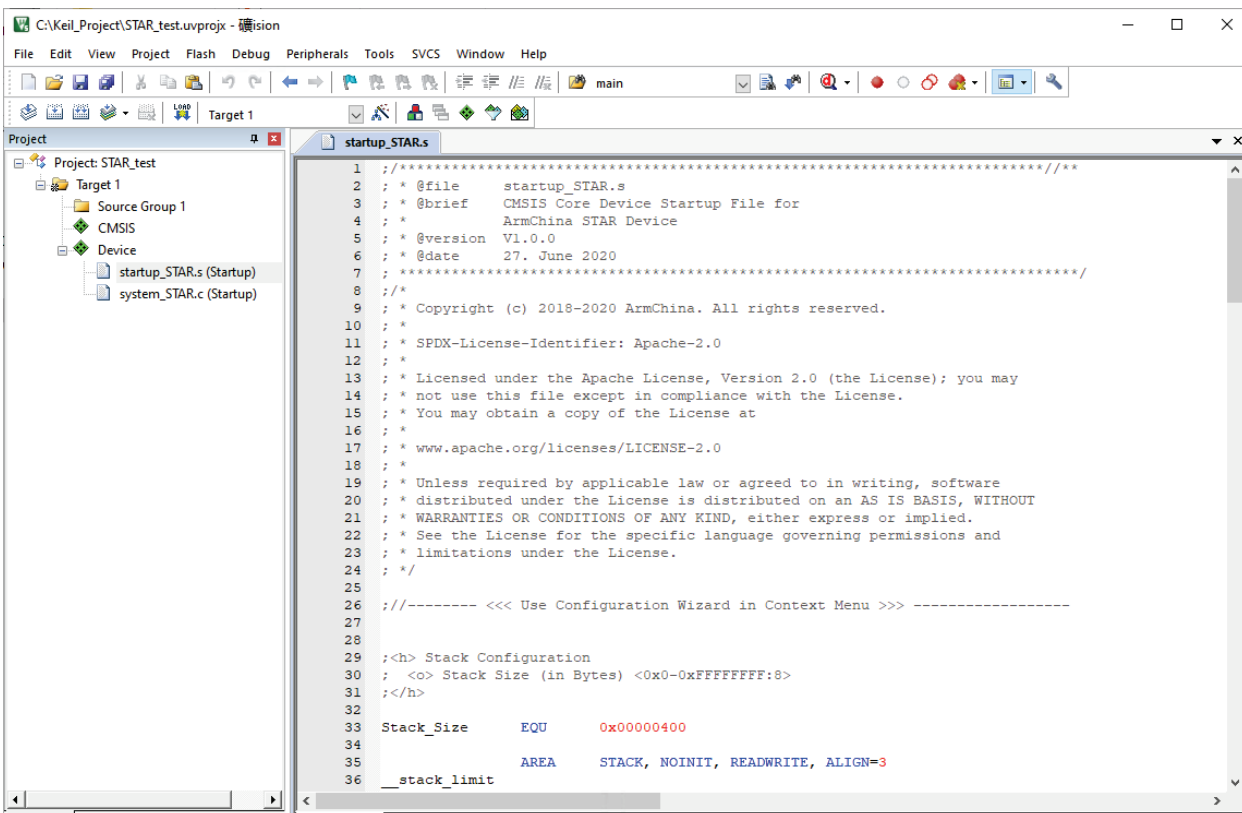 C:\Keil_Project\STAR_test.uvprojx - 礦ision
File Edit View Project Flash Debug Peripherals Tools SVCS Window Help
main
LOAD Target 1
Project
startup_STAR.s
Project: STAR_test
Target 1
Source Group 1
CMSIS
Device
startup_STAR.s (Startup)
system_STAR.c (Startup)
1 ;/**************************************************************************//**
2 ; * @file     startup_STAR.s
3 ; * @brief    CMSIS Core Device Startup File for
4 ; *           ArmChina STAR Device
5 ; * @version  V1.0.0
6 ; * @date     27. June 2020
7 ; ******************************************************************************/
8 ;/*
9 ; * Copyright (c) 2018-2020 ArmChina. All rights reserved.
10 ; *
11 ; * SPDX-License-Identifier: Apache-2.0
12 ; *
13 ; * Licensed under the Apache License, Version 2.0 (the License); you may
14 ; * not use this file except in compliance with the License.
15 ; * You may obtain a copy of the License at
16 ; *
17 ; * www.apache.org/licenses/LICENSE-2.0
18 ; *
19 ; * Unless required by applicable law or agreed to in writing, software
20 ; * distributed under the License is distributed on an AS IS BASIS, WITHOUT
21 ; * WARRANTIES OR CONDITIONS OF ANY KIND, either express or implied.
22 ; * See the License for the specific language governing permissions and
23 ; * limitations under the License.
24 ; */
25
26 ;//-------- <<< Use Configuration Wizard in Context Menu >>> ------------------
27
28
29 ;<h> Stack Configuration
30 ;  <o> Stack Size (in Bytes) <0x0-0xFFFFFFFF:8>
31 ;</h>
32
33 Stack_Size      EQU      0x00000400
34
35                 AREA     STACK, NOINIT, READWRITE, ALIGN=3
36 __stack_limit